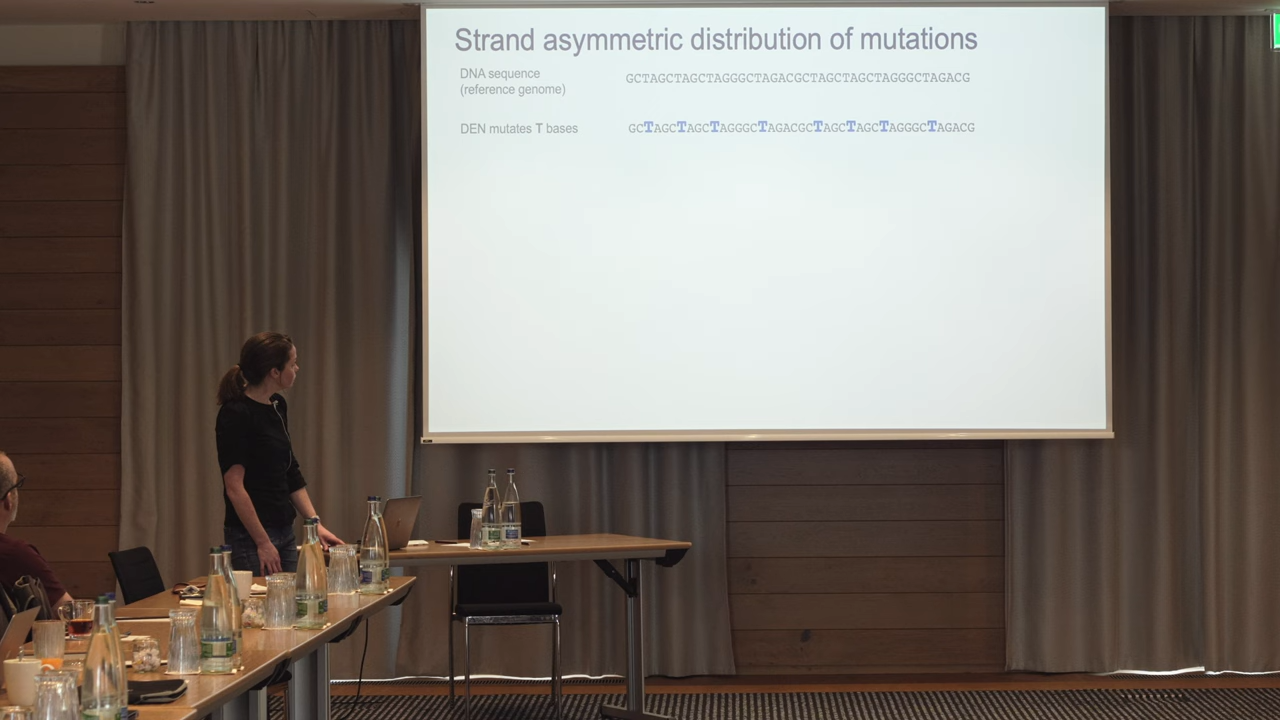 Strand asymmetric distribution of mutations
DNA sequence
(reference genome)
GCTAGCTAGCTAGGGCTAGACGCTAGCTAGCTAGGGCTAGACG
DEN mutates T bases
GCTAGCTAGCTAGGGCTAGACGCTAGCTAGCTAGGGCTAGACG